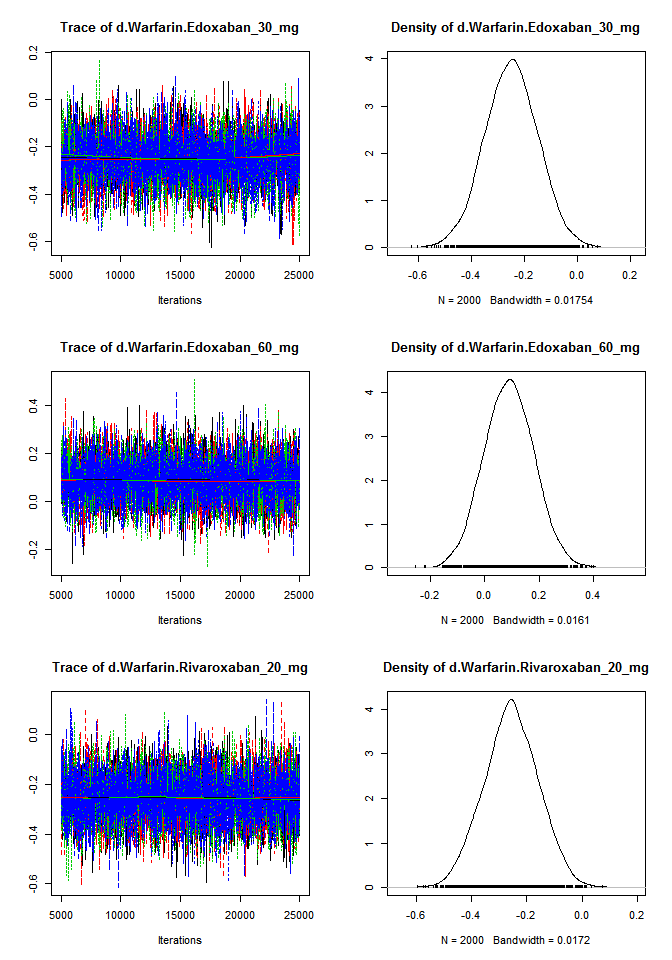 Trace of d.Warfarin.Edoxaban_30_mg
0.2
0.0
-0.2
-0.4
-0.6
5000 10000 15000 20000 25000
Iterations
Density of d.Warfarin.Edoxaban_30_mg
4
3
2
1
0
-0.6 -0.4 -0.2 0.0 0.2
N = 2000 Bandwidth = 0.01754
Trace of d.Warfarin.Edoxaban_60_mg
0.4
0.2
0.0
-0.2
5000 10000 15000 20000 25000
Iterations
Density of d.Warfarin.Edoxaban_60_mg
4
3
2
1
0
-0.2 0.0 0.2 0.4
N = 2000 Bandwidth = 0.0161
Trace of d.Warfarin.Rivaroxaban_20_mg
0.0
-0.2
-0.4
-0.6
5000 10000 15000 20000 25000
Iterations
Density of d.Warfarin.Rivaroxaban_20_mg
4
3
2
1
0
-0.6 -0.4 -0.2 0.0 0.2
N = 2000 Bandwidth = 0.0172